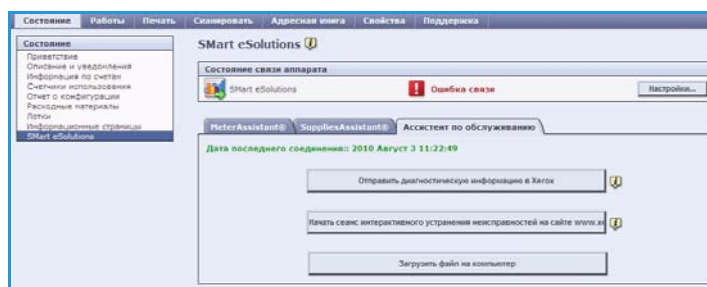 Состояние Работы Печать Сканировать Адресная книга Свойства Поддержка
Состояние
Приветствие
Описание и уведомления
Информация по счетам
Счетчики использования
Отчет о конфигурации
Расходные материалы
Лотки
Информационные страницы
SMart eSolutions
SMart eSolutions
Состояние связи аппарата
SMart eSolutions Ошибка связи Настройки...
MeterAssistant® SuppliesAssistant® Ассистент по обслуживанию
Дата последнего соединения:: 2010 Август 3 11:22:49
Отправить диагностическую информацию в Xerox
Начать сеанс интерактивного устранения неисправностей на сайте www.xe
Загрузить файл на компьютер